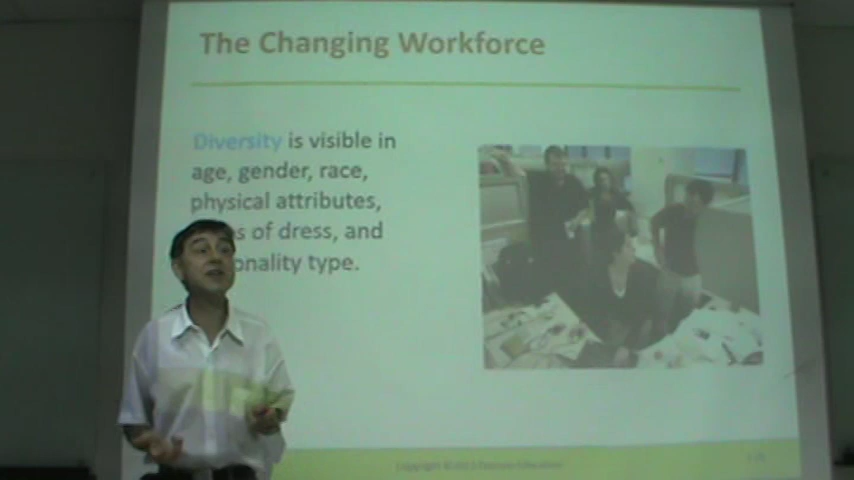 The Changing Workforce
Diversity is visible in
age, gender, race,
physical attributes,
of dress, and
type.